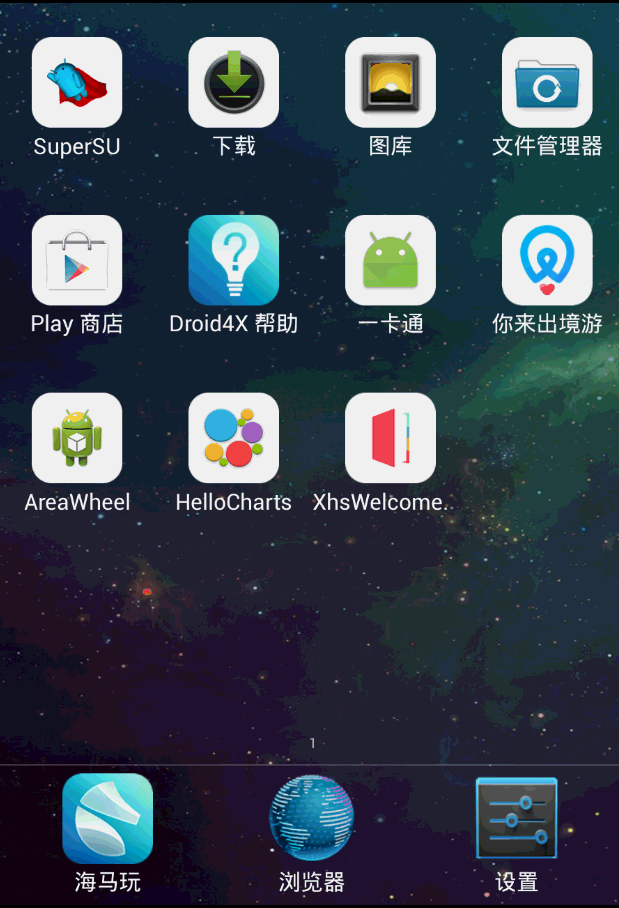 SuperSU
下载
图库
文件管理器
Play 商店
Droid4X 帮助
一卡通
你来出境游
AreaWheel
HelloCharts
XhsWelcome.
1
海马玩
浏览器
设置